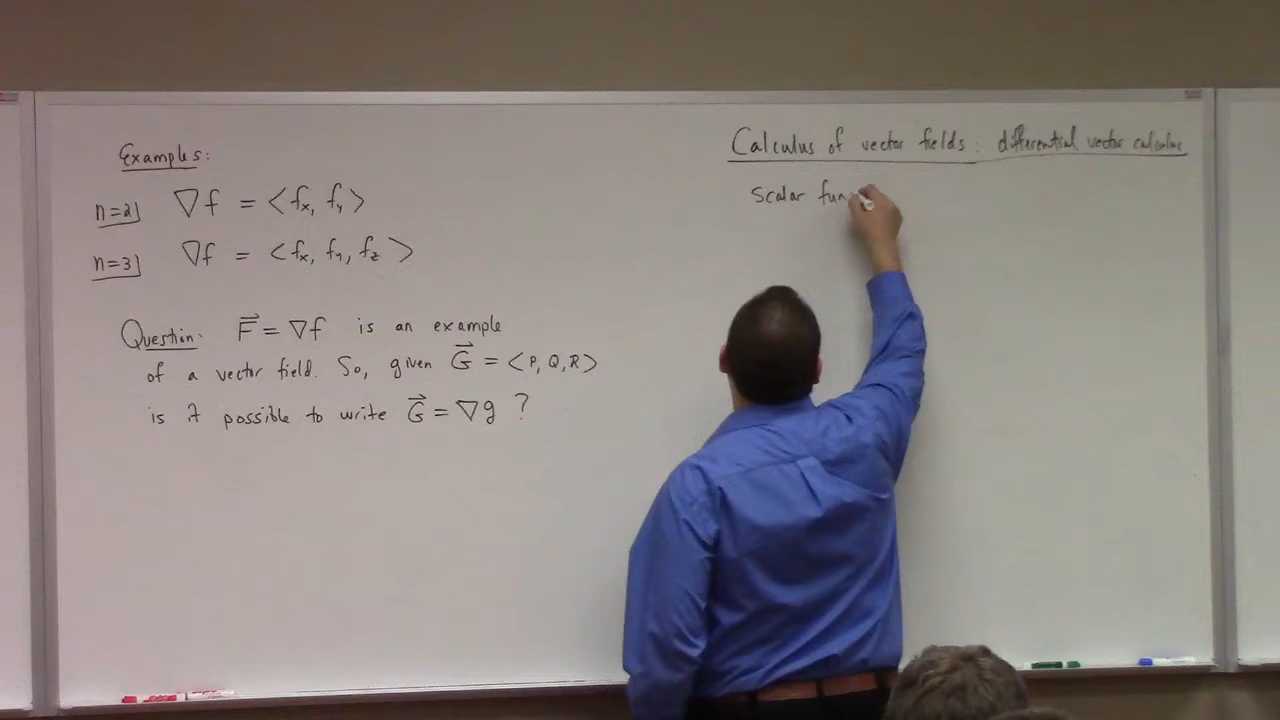 Examples:
n=2 ∇f = <fx, fy>
n=3 ∇f = <fx, fy, fz>
Question: F⃗ = ∇f is an example
of a vector field. So, given G⃗ = <P, Q, R>
is it possible to write G⃗ = ∇g ?
Calculus of vector fields: differential vector calculus
Scalar fun